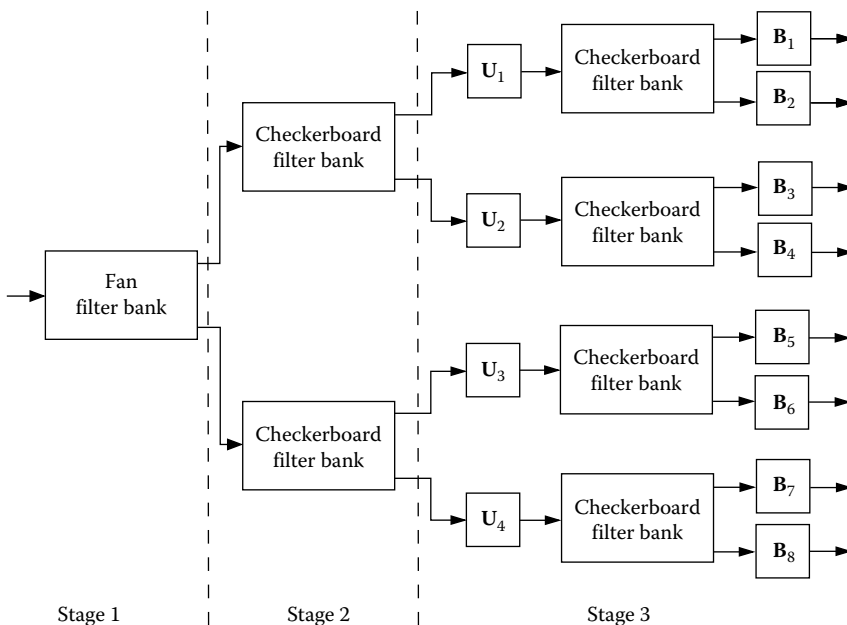 Fan
filter bank
Checkerboard
filter bank
Checkerboard
filter bank
U₁
U₂
U₃
U₄
Checkerboard
filter bank
Checkerboard
filter bank
Checkerboard
filter bank
Checkerboard
filter bank
B₁
B₂
B₃
B₄
B₅
B₆
B₇
B₈
Stage 1
Stage 2
Stage 3